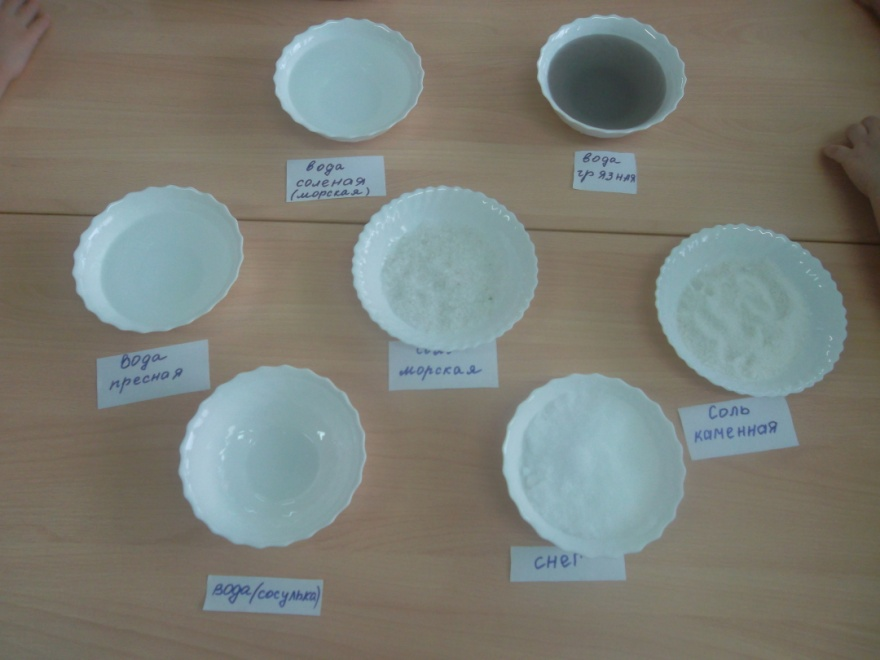 вода
соленая
(морская)
вода
грязная
вода
пресная
морская
соль
каменная
снег
вода/(сосулька)